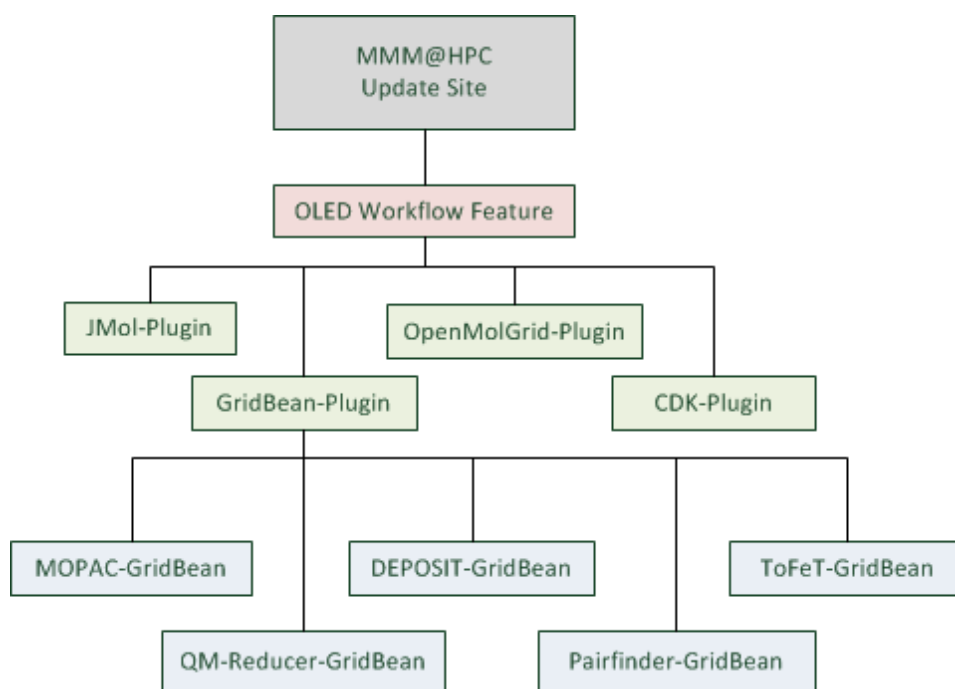 MMM@HPC
Update Site
OLED Workflow Feature
JMol-Plugin
OpenMolGrid-Plugin
GridBean-Plugin
CDK-Plugin
MOPAC-GridBean
DEPOSIT-GridBean
ToFeT-GridBean
QM-Reducer-GridBean
Pairfinder-GridBean